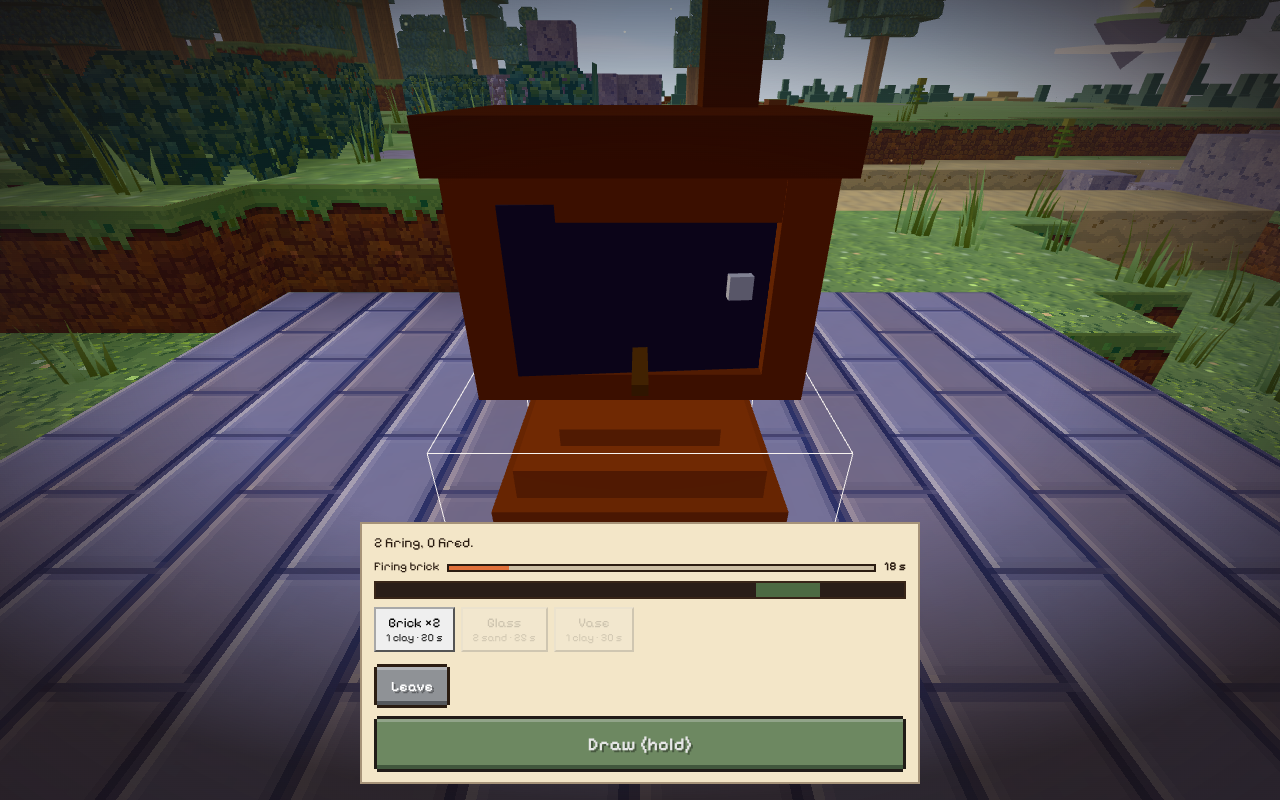 2 firing, 0 fired.
Firing brick 18 s
Brick ×2 Glass Vase
1 clay · 20 s 2 sand · 25 s 1 clay · 30 s
Leave
Draw (hold)